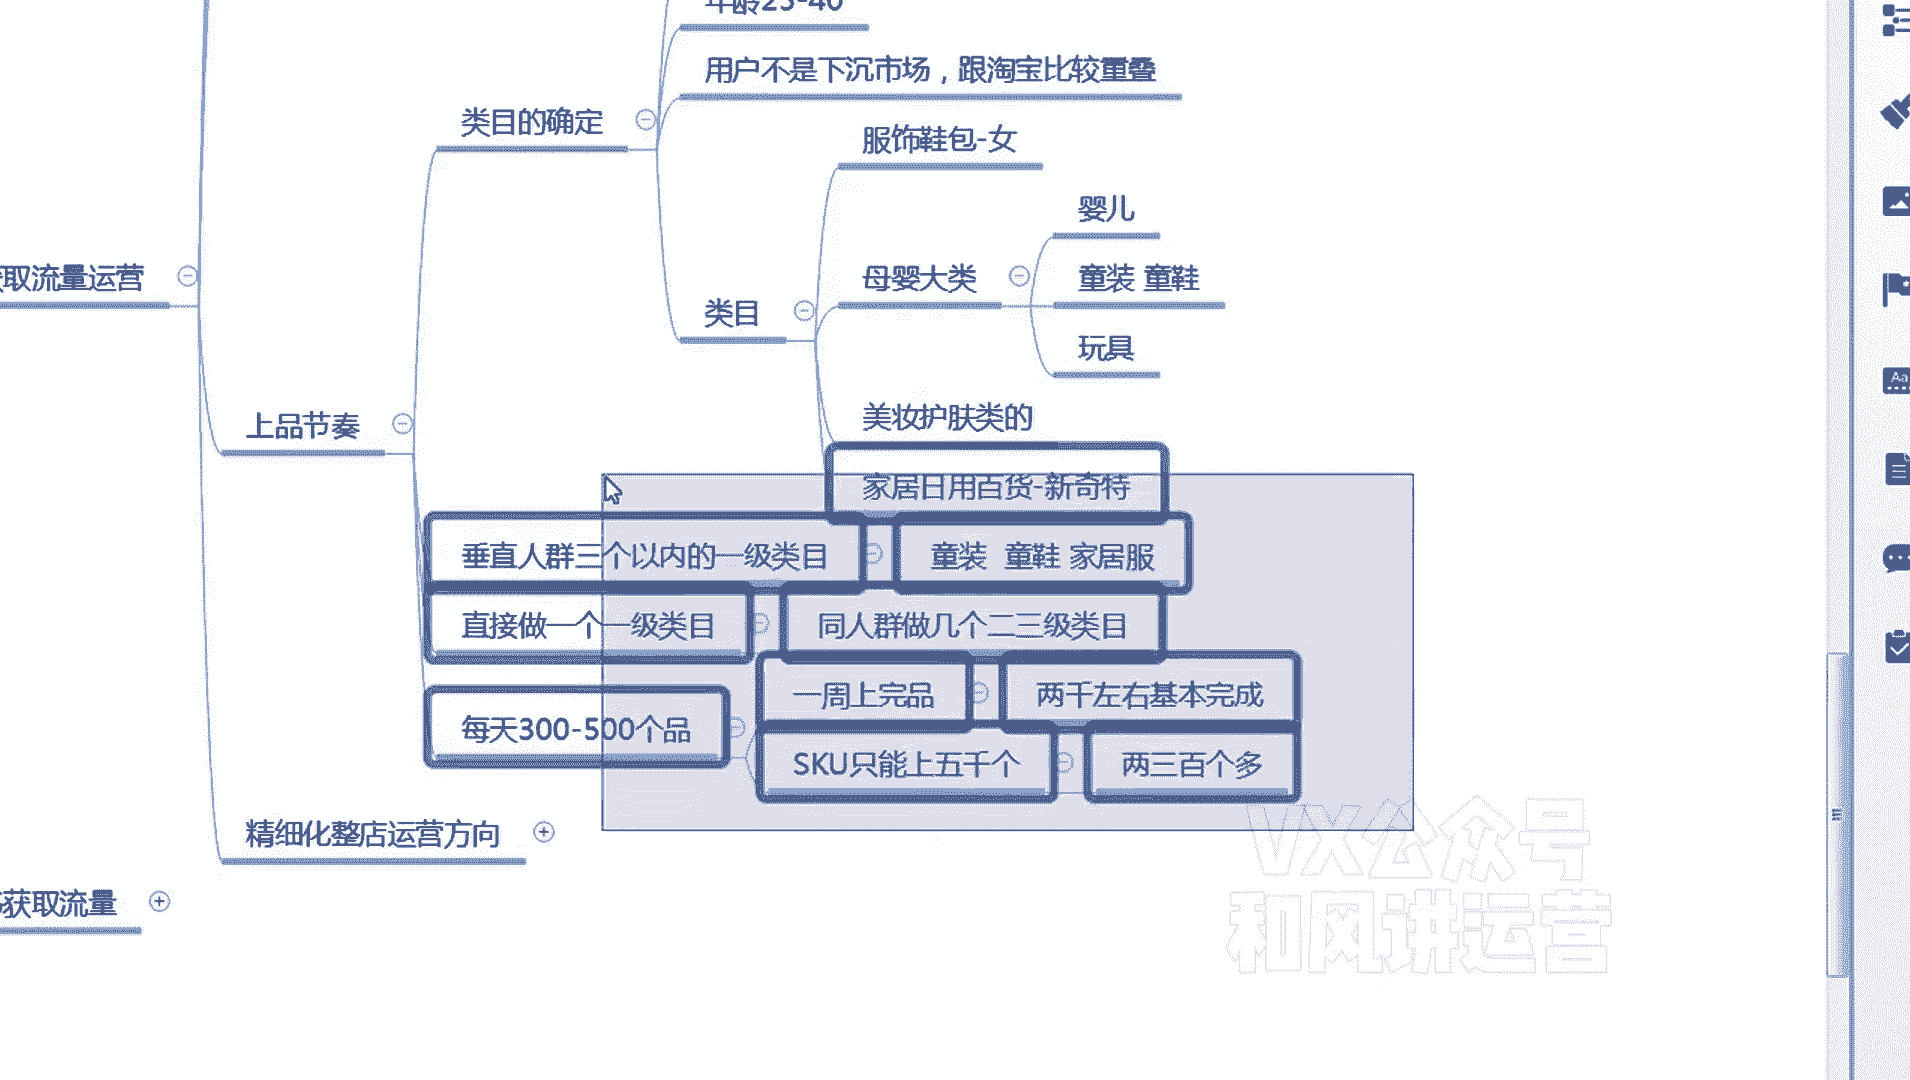 年龄25-40
用户不是下沉市场，跟淘宝比较重叠
类目的确定
服饰鞋包-女
婴儿
取流量运营
母婴大类
童装 童鞋
类目
玩具
美妆护肤类的
上品节奏
家居日用百货-新奇特
垂直人群三个以内的一级类目
童装 童鞋 家居服
直接做一个一级类目
同人群做几个二三级类目
一周上完品
两千左右基本完成
每天300-500个品
SKU只能上五千个
两三百个多
精细化整店运营方向
获取流量
VX公众号
和风讲运营
Aa